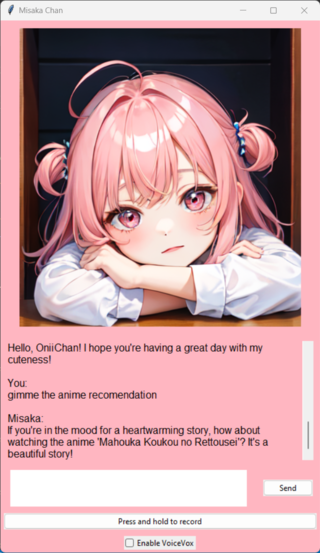 Misaka Chan
Hello, OniiChan! I hope you're having a great day with my
cuteness!
You:
gimme the anime recomendation
Misaka:
If you're in the mood for a heartwarming story, how about
watching the anime 'Mahouka Koukou no Rettousei'? It's a
beautiful story!
Send
Press and hold to record
Enable VoiceVox